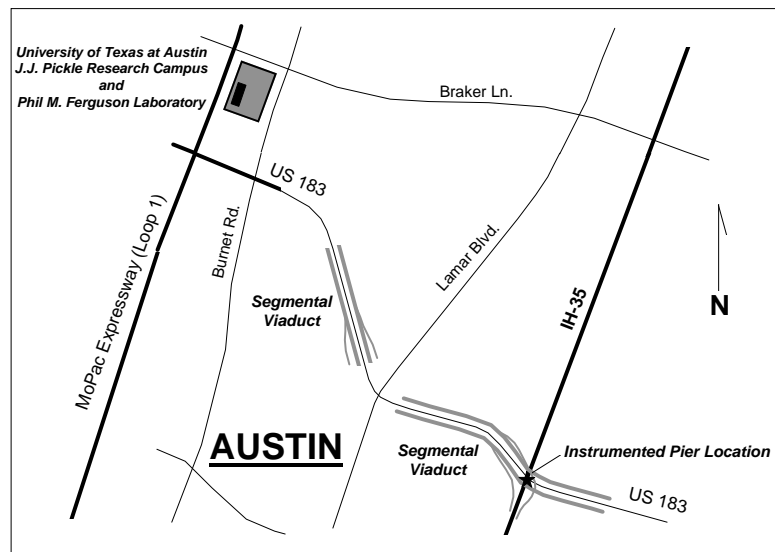 University of Texas at Austin
J.J. Pickle Research Campus
and
Phil M. Ferguson Laboratory
Braker Ln.
US 183
MoPac Expressway (Loop 1)
Burnet Rd.
Lamar Blvd.
IH-35
N
Segmental
Viaduct
AUSTIN
Segmental
Viaduct
Instrumented Pier Location
US 183